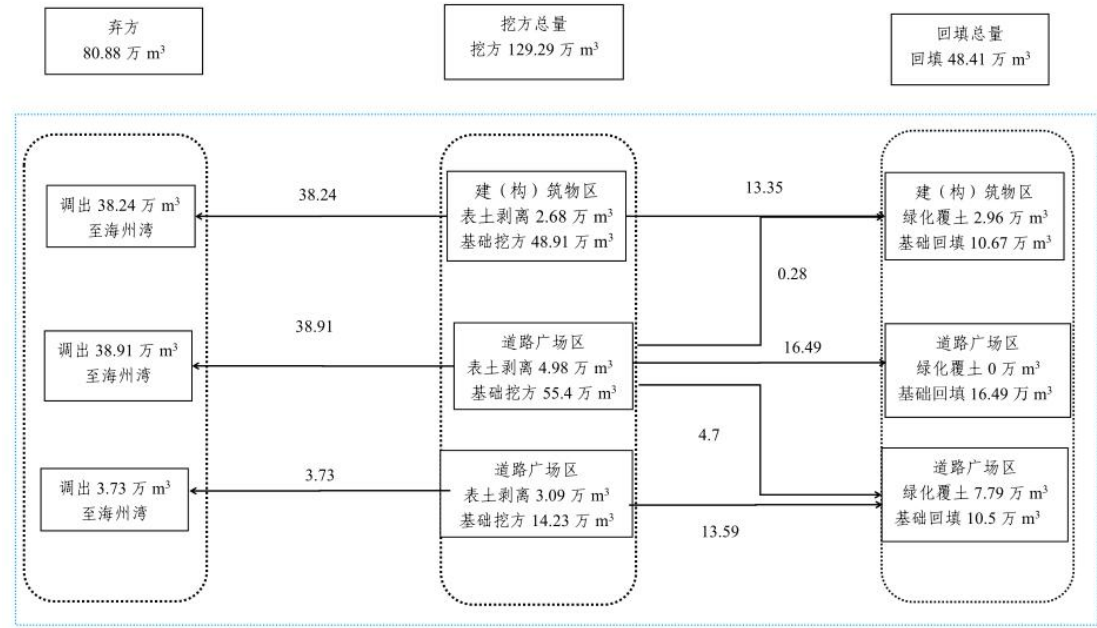 弃方
80.88 万 m³
挖方总量
挖方 129.29 万 m³
回填总量
回填 48.41 万 m³
调出 38.24 万 m³
至海州湾
38.24
建（构）筑物区
表土剥离 2.68 万 m³
基础挖方 48.91 万 m³
13.35
建（构）筑物区
绿化覆土 2.96 万 m³
基础回填 10.67 万 m³
0.28
调出 38.91 万 m³
至海州湾
38.91
道路广场区
表土剥离 4.98 万 m³
基础挖方 55.4 万 m³
16.49
道路广场区
绿化覆土 0 万 m³
基础回填 16.49 万 m³
4.7
调出 3.73 万 m³
至海州湾
3.73
道路广场区
表土剥离 3.09 万 m³
基础挖方 14.23 万 m³
13.59
道路广场区
绿化覆土 7.79 万 m³
基础回填 10.5 万 m³